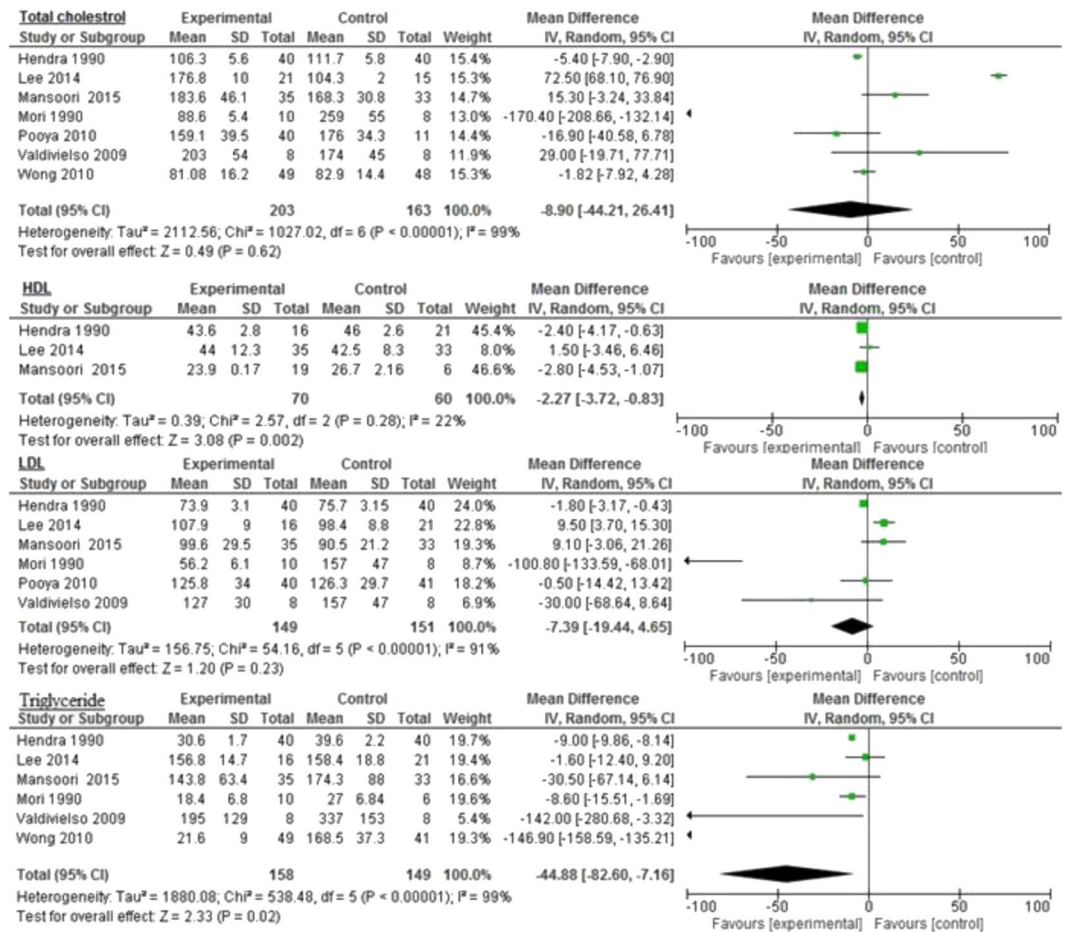 Total cholestrol Experimental Control Mean Difference Mean Difference
Study or Subgroup Mean SD Total Mean SD Total Weight IV, Random, 95% CI IV, Random, 95% CI
Hendra 1990 106.3 5.6 40 111.7 5.8 40 15.4% -5.40 [-7.90, -2.90]
Lee 2014 176.8 10 21 104.3 2 15 15.3% 72.50 [68.10, 76.90]
Mansoori 2015 183.6 46.1 35 168.3 30.8 33 14.7% 15.30 [-3.24, 33.84]
Mori 1990 88.6 5.4 10 259 55 8 13.0% -170.40 [-208.66, -132.14]
Pooya 2010 159.1 39.5 40 176 34.3 11 14.4% -16.90 [-40.58, 6.78]
Valdivielso 2009 203 54 8 174 45 8 11.9% 29.00 [-19.71, 77.71]
Wong 2010 81.08 16.2 49 82.9 14.4 48 15.3% -1.82 [-7.92, 4.28]
Total (95% CI) 203 163 100.0% -8.90 [-44.21, 26.41]
Heterogeneity: Tau² = 2112.56; Chi² = 1027.02, df = 6 (P < 0.00001); I² = 99%
Test for overall effect: Z = 0.49 (P = 0.62)
-100 -50 0 50 100
Favours [experimental] Favours [control]
HDL Experimental Control Mean Difference Mean Difference
Study or Subgroup Mean SD Total Mean SD Total Weight IV, Random, 95% CI IV, Random, 95% CI
Hendra 1990 43.6 2.8 16 46 2.6 21 45.4% -2.40 [-4.17, -0.63]
Lee 2014 44 12.3 35 42.5 8.3 33 8.0% 1.50 [-3.46, 6.46]
Mansoori 2015 23.9 0.17 19 26.7 2.16 6 46.6% -2.80 [-4.53, -1.07]
Total (95% CI) 70 60 100.0% -2.27 [-3.72, -0.83]
Heterogeneity: Tau² = 0.39; Chi² = 2.57, df = 2 (P = 0.28); I² = 22%
Test for overall effect: Z = 3.08 (P = 0.002)
-100 -50 0 50 100
Favours [experimental] Favours [control]
LDL Experimental Control Mean Difference Mean Difference
Study or Subgroup Mean SD Total Mean SD Total Weight IV, Random, 95% CI IV, Random, 95% CI
Hendra 1990 73.9 3.1 40 75.7 3.15 40 24.0% -1.80 [-3.17, -0.43]
Lee 2014 107.9 9 16 98.4 8.8 21 22.8% 9.50 [3.70, 15.30]
Mansoori 2015 99.6 29.5 35 90.5 21.2 33 19.3% 9.10 [-3.06, 21.26]
Mori 1990 56.2 6.1 10 157 47 8 8.7% -100.80 [-133.59, -68.01]
Pooya 2010 125.8 34 40 126.3 29.7 41 18.2% -0.50 [-14.42, 13.42]
Valdivielso 2009 127 30 8 157 47 8 6.9% -30.00 [-68.64, 8.64]
Total (95% CI) 149 151 100.0% -7.39 [-19.44, 4.65]
Heterogeneity: Tau² = 156.75; Chi² = 54.16, df = 5 (P < 0.00001); I² = 91%
Test for overall effect: Z = 1.20 (P = 0.23)
-100 -50 0 50 100
Favours [experimental] Favours [control]
Triglyceride Experimental Control Mean Difference Mean Difference
Study or Subgroup Mean SD Total Mean SD Total Weight IV, Random, 95% CI IV, Random, 95% CI
Hendra 1990 30.6 1.7 40 39.6 2.2 40 19.7% -9.00 [-9.86, -8.14]
Lee 2014 156.8 14.7 16 158.4 18.8 21 19.4% -1.60 [-12.40, 9.20]
Mansoori 2015 143.8 63.4 35 174.3 88 33 16.6% -30.50 [-67.14, 6.14]
Mori 1990 18.4 6.8 10 27 6.84 6 19.6% -8.60 [-15.51, -1.69]
Valdivielso 2009 195 129 8 337 153 8 5.4% -142.00 [-280.68, -3.32]
Wong 2010 21.6 9 49 168.5 37.3 41 19.3% -146.90 [-158.59, -135.21]
Total (95% CI) 158 149 100.0% -44.88 [-82.60, -7.16]
Heterogeneity: Tau² = 1880.08; Chi² = 538.48, df = 5 (P < 0.00001); I² = 99%
Test for overall effect: Z = 2.33 (P = 0.02)
-100 -50 0 50 100
Favours [experimental] Favours [control]